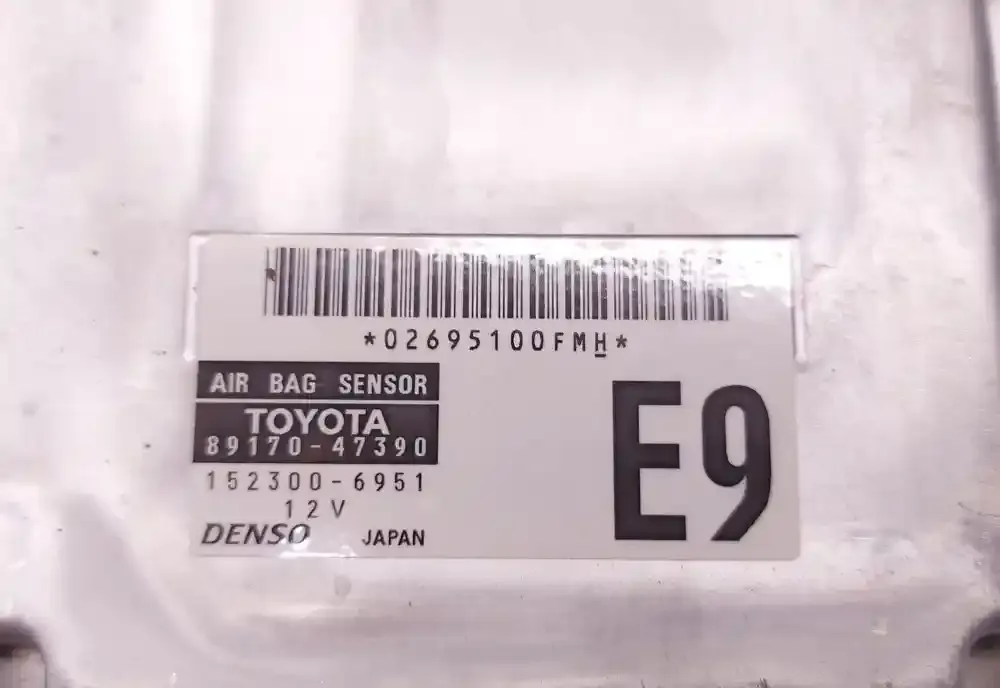 *02695100FMH*
AIR BAG SENSOR
TOYOTA
89170-47390
152300-6951
12V
DENSO JAPAN
E9